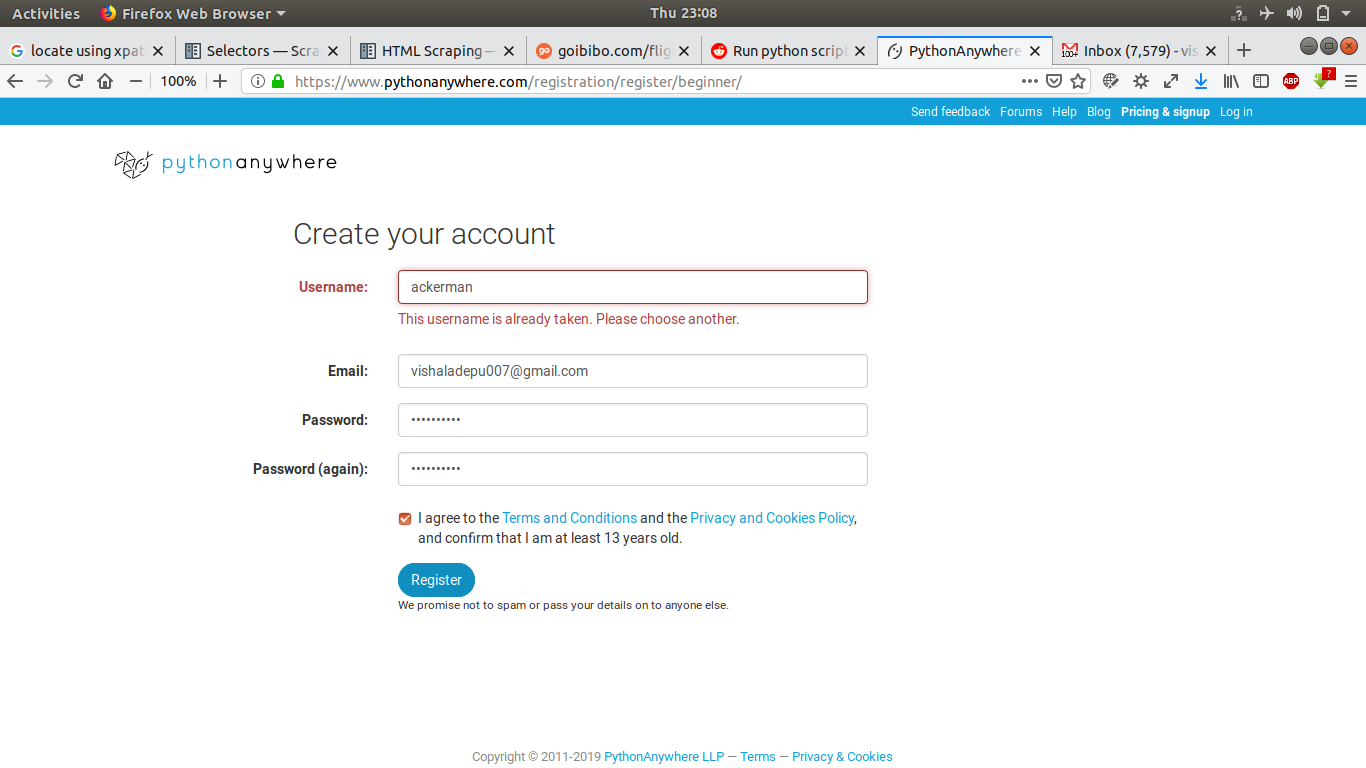 Activities Firefox Web Browser Thu 23:08
locate using xpat Selectors — Scra HTML Scraping — goibibo.com/flig Run python script PythonAnywhere Inbox (7,579) - vis
100% https://www.pythonanywhere.com/registration/register/beginner/ ABP ?
Send feedback Forums Help Blog Pricing & signup Log in
pythonanywhere
Create your account
Username: ackerman
This username is already taken. Please choose another.
Email: vishaladepu007@gmail.com
Password: ••••••••••
Password (again): ••••••••••
I agree to the Terms and Conditions and the Privacy and Cookies Policy,
and confirm that I am at least 13 years old.
Register
We promise not to spam or pass your details on to anyone else.
Copyright © 2011-2019 PythonAnywhere LLP — Terms — Privacy & Cookies